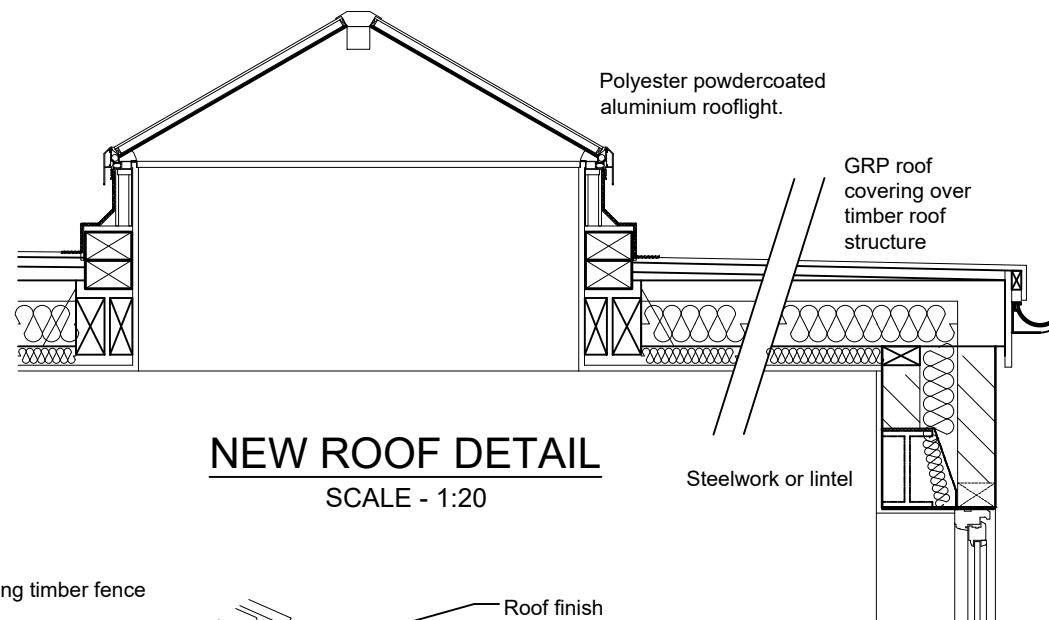 Polyester powdercoated
aluminium rooflight.
GRP roof
covering over
timber roof
structure
NEW ROOF DETAIL
SCALE - 1:20
Steelwork or lintel
timber fence
Roof finish